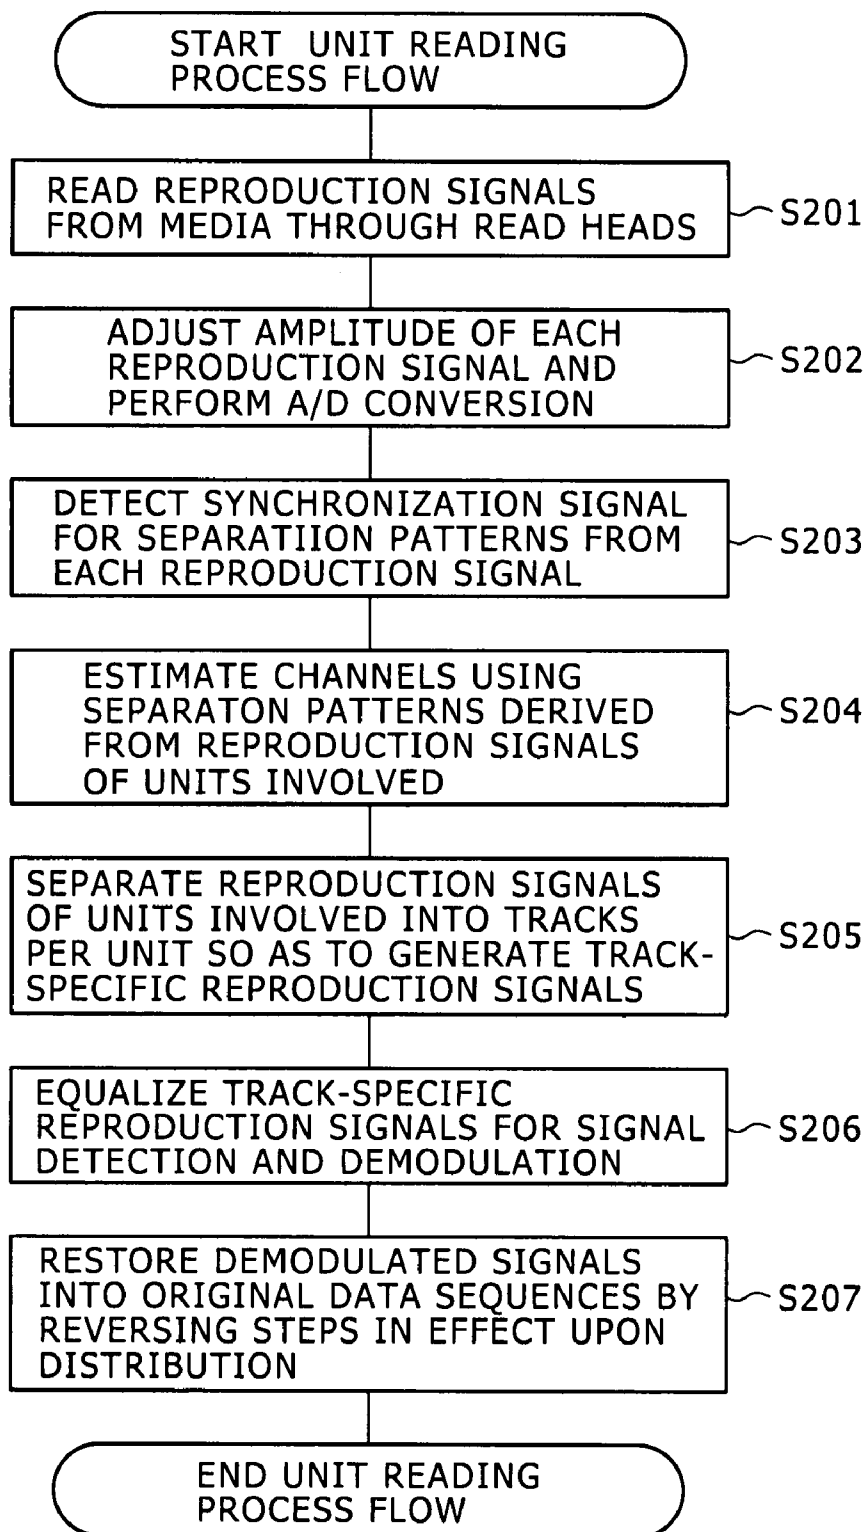 START UNIT READING
PROCESS FLOW
READ REPRODUCTION SIGNALS
FROM MEDIA THROUGH READ HEADS
S201
ADJUST AMPLITUDE OF EACH
REPRODUCTION SIGNAL AND
PERFORM A/D CONVERSION
S202
DETECT SYNCHRONIZATION SIGNAL
FOR SEPARATIION PATTERNS FROM
EACH REPRODUCTION SIGNAL
S203
ESTIMATE CHANNELS USING
SEPARATON PATTERNS DERIVED
FROM REPRODUCTION SIGNALS
OF UNITS INVOLVED
S204
SEPARATE REPRODUCTION SIGNALS
OF UNITS INVOLVED INTO TRACKS
PER UNIT SO AS TO GENERATE TRACK-
SPECIFIC REPRODUCTION SIGNALS
S205
EQUALIZE TRACK-SPECIFIC
REPRODUCTION SIGNALS FOR SIGNAL
DETECTION AND DEMODULATION
S206
RESTORE DEMODULATED SIGNALS
INTO ORIGINAL DATA SEQUENCES BY
REVERSING STEPS IN EFFECT UPON
DISTRIBUTION
S207
END UNIT READING
PROCESS FLOW